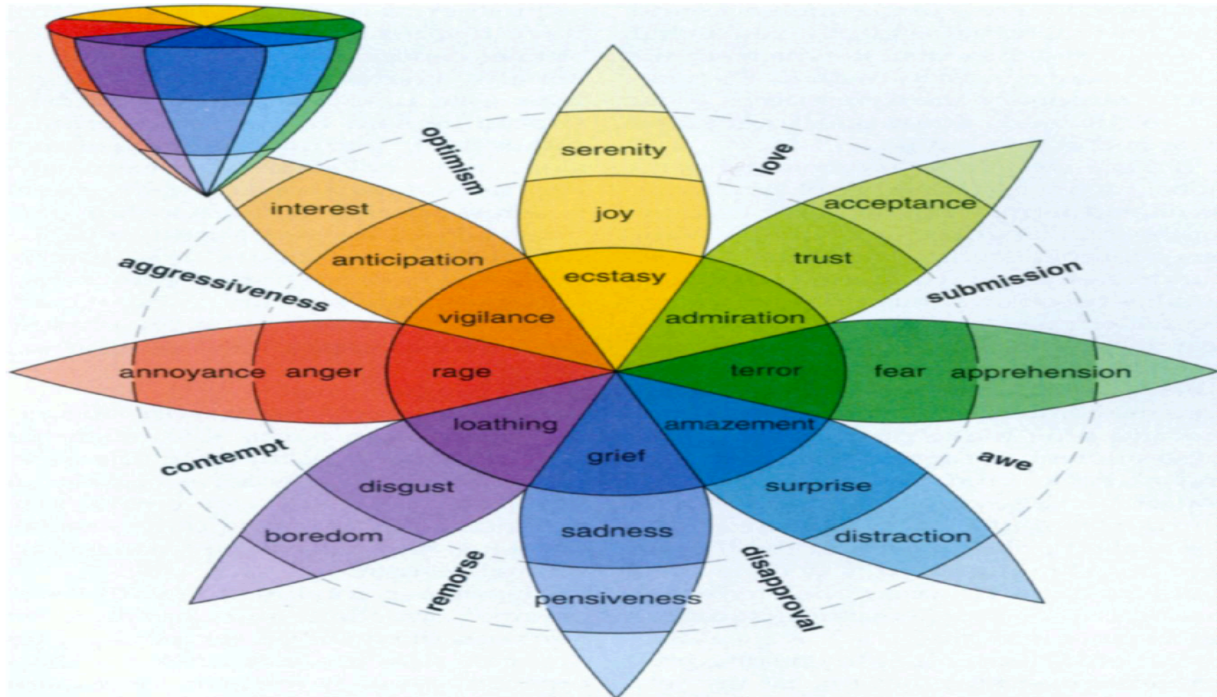 optimism
serenity
love
interest
joy
acceptance
anticipation
trust
aggressiveness
ecstasy
submission
vigilance
admiration
annoyance
anger
rage
terror
fear
apprehension
loathing
amazement
contempt
grief
awe
disgust
surprise
boredom
sadness
distraction
remorse
pensiveness
disapproval